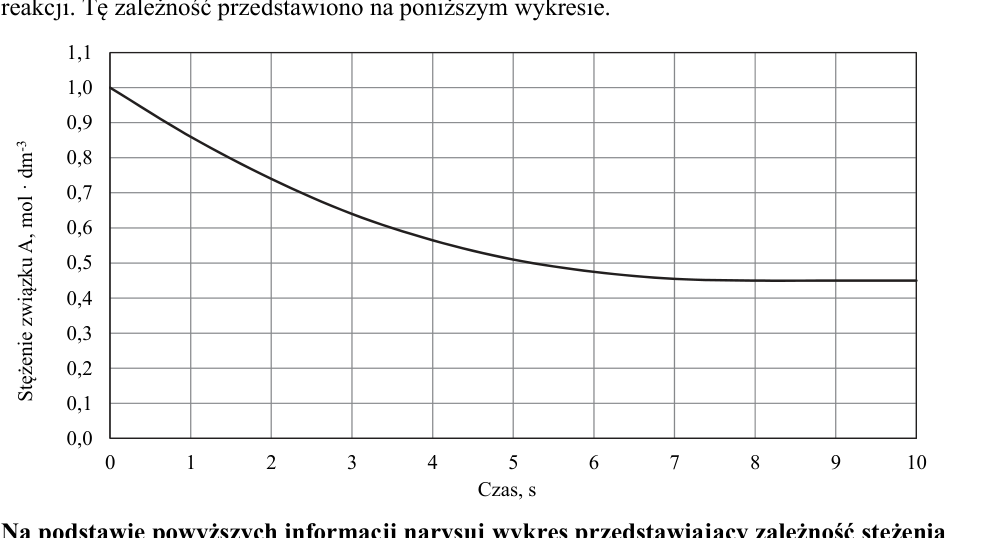 reakcji. Tę zależność przedstawiono na poniższym wykresie.
1,1
1,0
0,9
0,8
0,7
0,6
0,5
0,4
0,3
0,2
0,1
0,0
Stężenie związku A, mol · dm⁻³
0 1 2 3 4 5 6 7 8 9 10
Czas, s
Na podstawie powyższych informacji narysuj wykres przedstawiający zależność stężenia